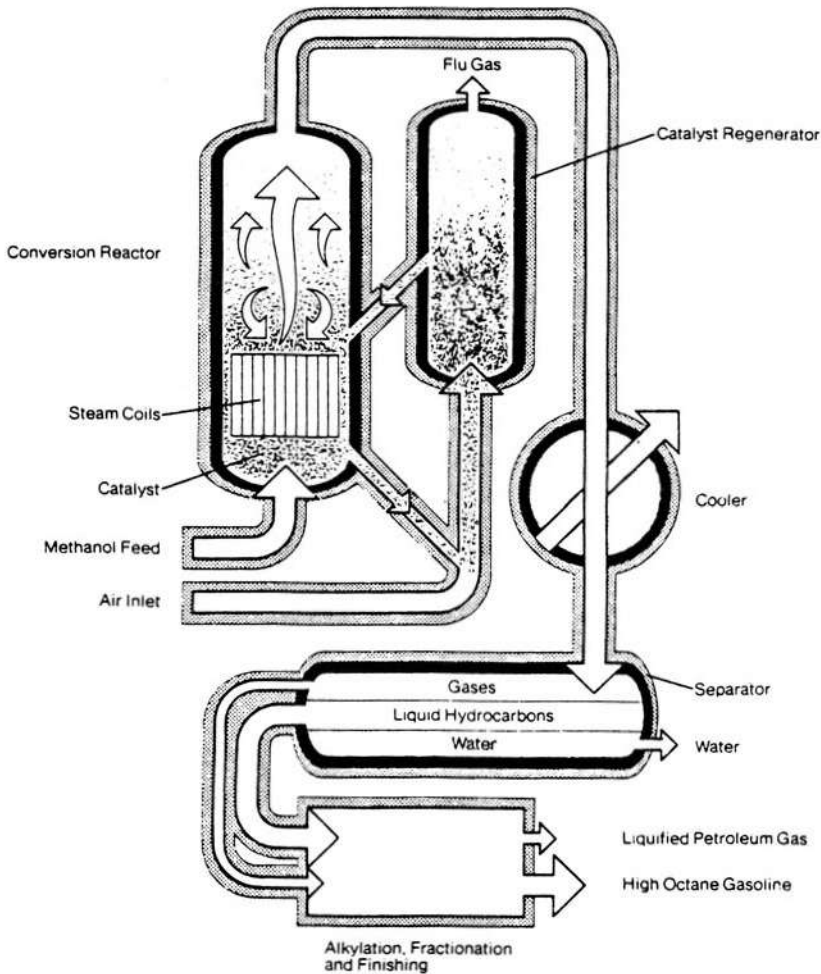 Flu Gas
Catalyst Regenerator
Conversion Reactor
Steam Coils
Catalyst
Cooler
Methanol Feed
Air Inlet
Gases
Separator
Liquid Hydrocarbons
Water
Water
Liquified Petroleum Gas
High Octane Gasoline
Alkylation, Fractionation
and Finishing